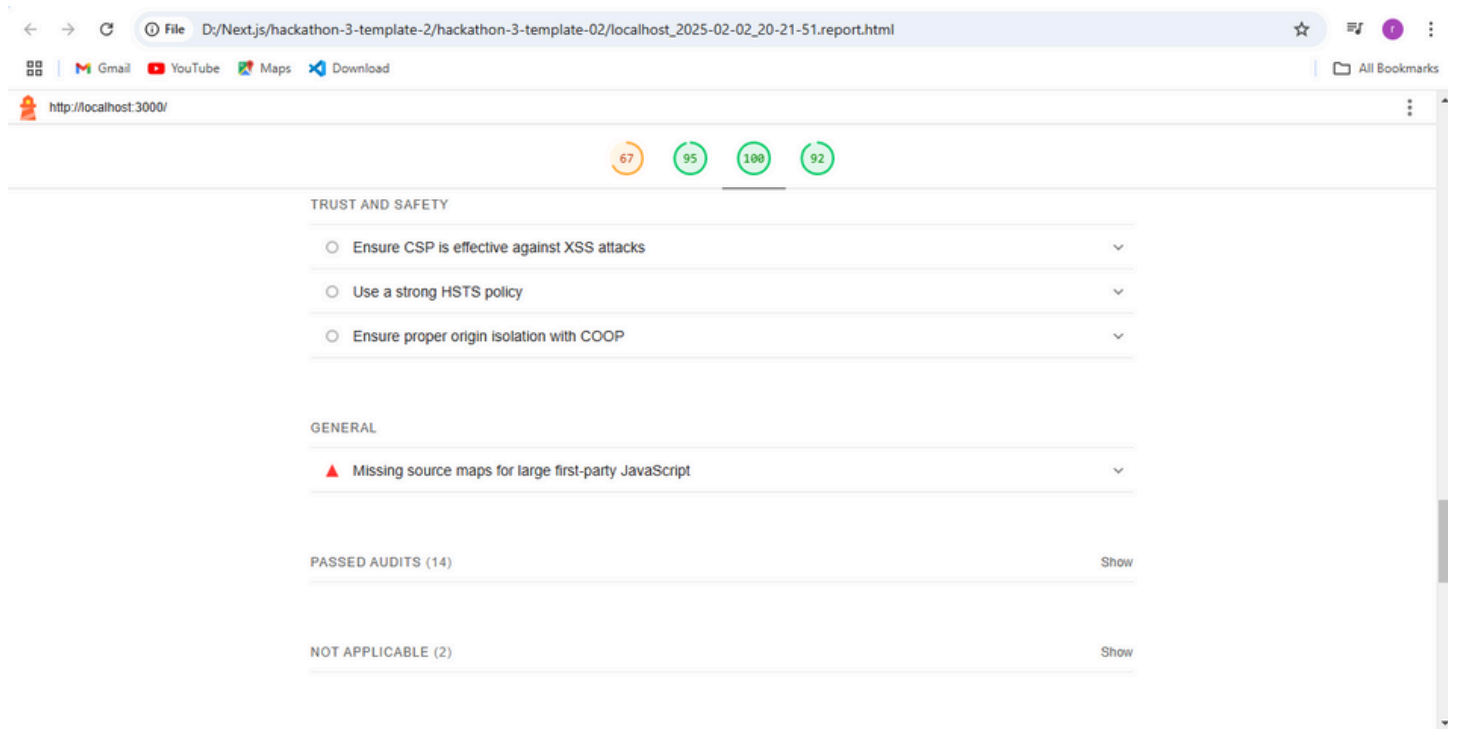 File D:/Next.js/hackathon-3-template-2/hackathon-3-template-02/localhost_2025-02-02_20-21-51.report.html r
Gmail YouTube Maps Download All Bookmarks
http://localhost:3000/
67 95 100 92
TRUST AND SAFETY
Ensure CSP is effective against XSS attacks
Use a strong HSTS policy
Ensure proper origin isolation with COOP
GENERAL
Missing source maps for large first-party JavaScript
PASSED AUDITS (14) Show
NOT APPLICABLE (2) Show